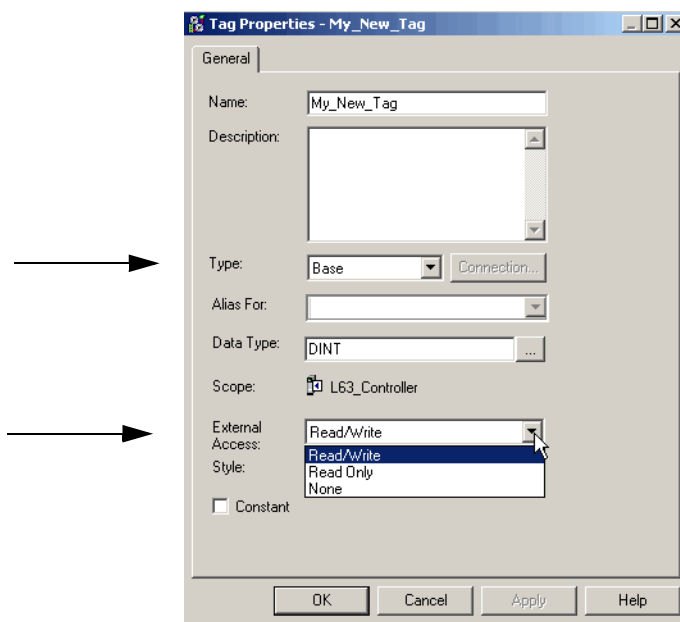 Tag Properties - My_New_Tag
General
Name: My_New_Tag
Description:
Type: Base Connection...
Alias For:
Data Type: DINT ...
Scope: L63_Controller
External Access: Read/Write
Read/Write
Style: Read Only
None
Constant
OK Cancel Apply Help